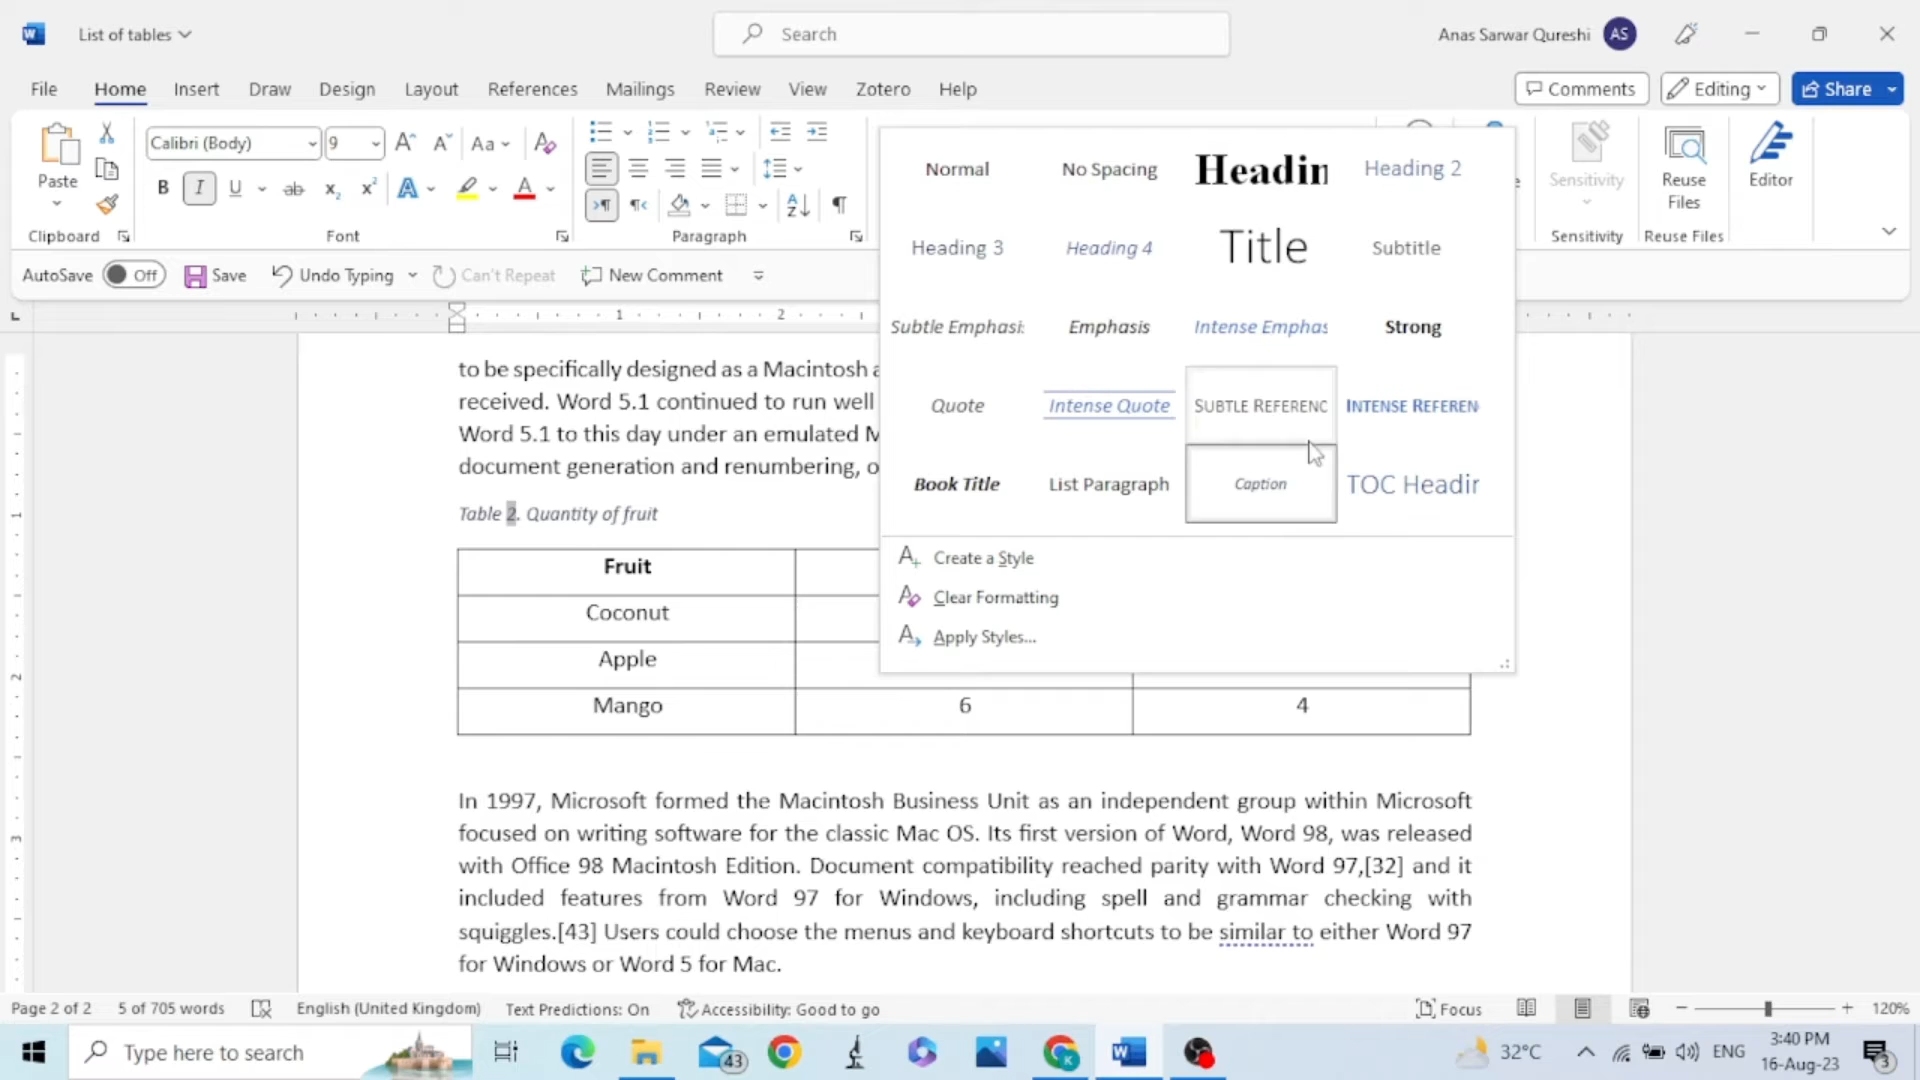 List of tables
Search
Anas Sarwar Qureshi
AS
File
Home
Insert
Draw
Design
Layout
References
Mailings
Review
View
Zotero
Help
Comments
Editing
Share
Paste
Calibri (Body)
9
Clipboard
Font
Paragraph
Sensitivity
Reuse
Files
Editor
Sensitivity
Reuse Files
AutoSave
Off
Save
Undo Typing
Can't Repeat
New Comment
Normal
No Spacing
Headin
Heading 2
Heading 3
Heading 4
Title
Subtitle
Subtle Emphasi
Emphasis
Intense Emphas
Strong
Quote
Intense Quote
SUBTLE REFERENC
INTENSE REFEREN
Book Title
List Paragraph
Caption
TOC Headir
Create a Style
Clear Formatting
Apply Styles...
1
2
to be specifically designed as a Macintosh a
received. Word 5.1 continued to run well
Word 5.1 to this day under an emulated M
document generation and renumbering, o
Table 2. Quantity of fruit
Fruit
Coconut
Apple
Mango 6 4
In 1997, Microsoft formed the Macintosh Business Unit as an independent group within Microsoft
focused on writing software for the classic Mac OS. Its first version of Word, Word 98, was released
with Office 98 Macintosh Edition. Document compatibility reached parity with Word 97,[32] and it
included features from Word 97 for Windows, including spell and grammar checking with
squiggles.[43] Users could choose the menus and keyboard shortcuts to be similar to either Word 97
for Windows or Word 5 for Mac.
1
2
3
Page 2 of 2
5 of 705 words
English (United Kingdom)
Text Predictions: On
Accessibility: Good to go
Focus
120%
Type here to search
43
32°C
ENG
3:40 PM
16-Aug-23
3